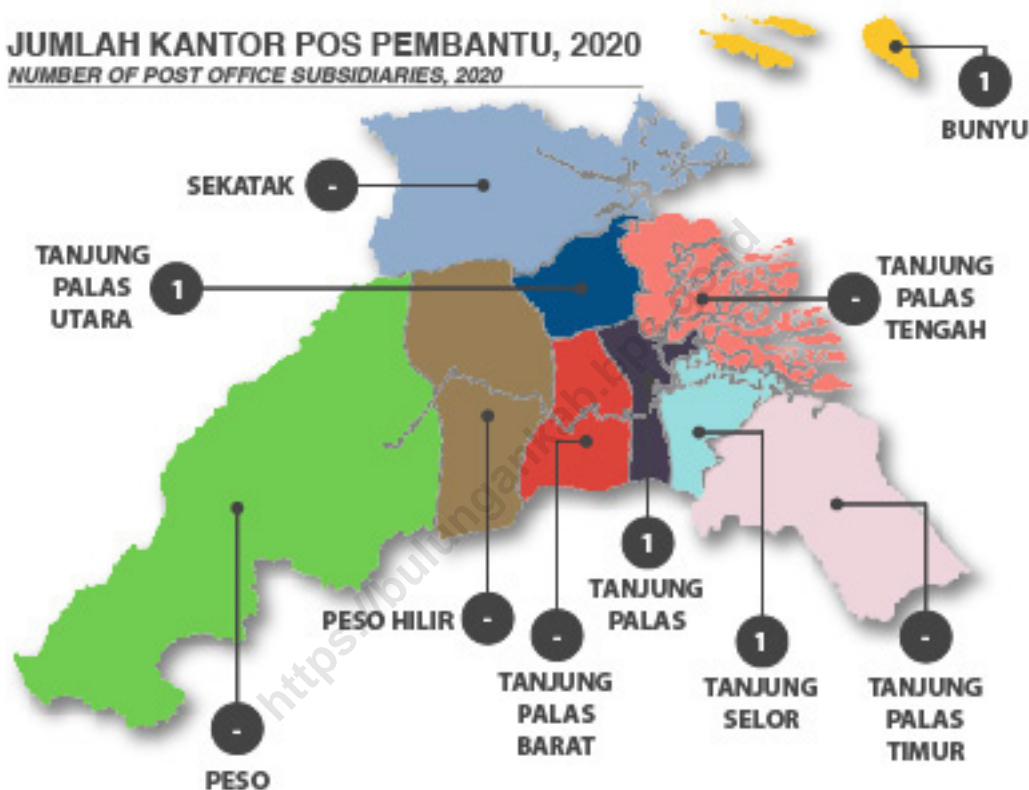 JUMLAH KANTOR POS PEMBANTU, 2020
NUMBER OF POST OFFICE SUBSIDIARIES, 2020
1
BUNYU
SEKATAK -
TANJUNG
PALAS
UTARA
1
-
TANJUNG
PALAS
TENGAH
1
TANJUNG
PALAS
PESO HILIR -
-
TANJUNG
PALAS
BARAT
1
TANJUNG
SELOR
-
TANJUNG
PALAS
TIMUR
-
PESO